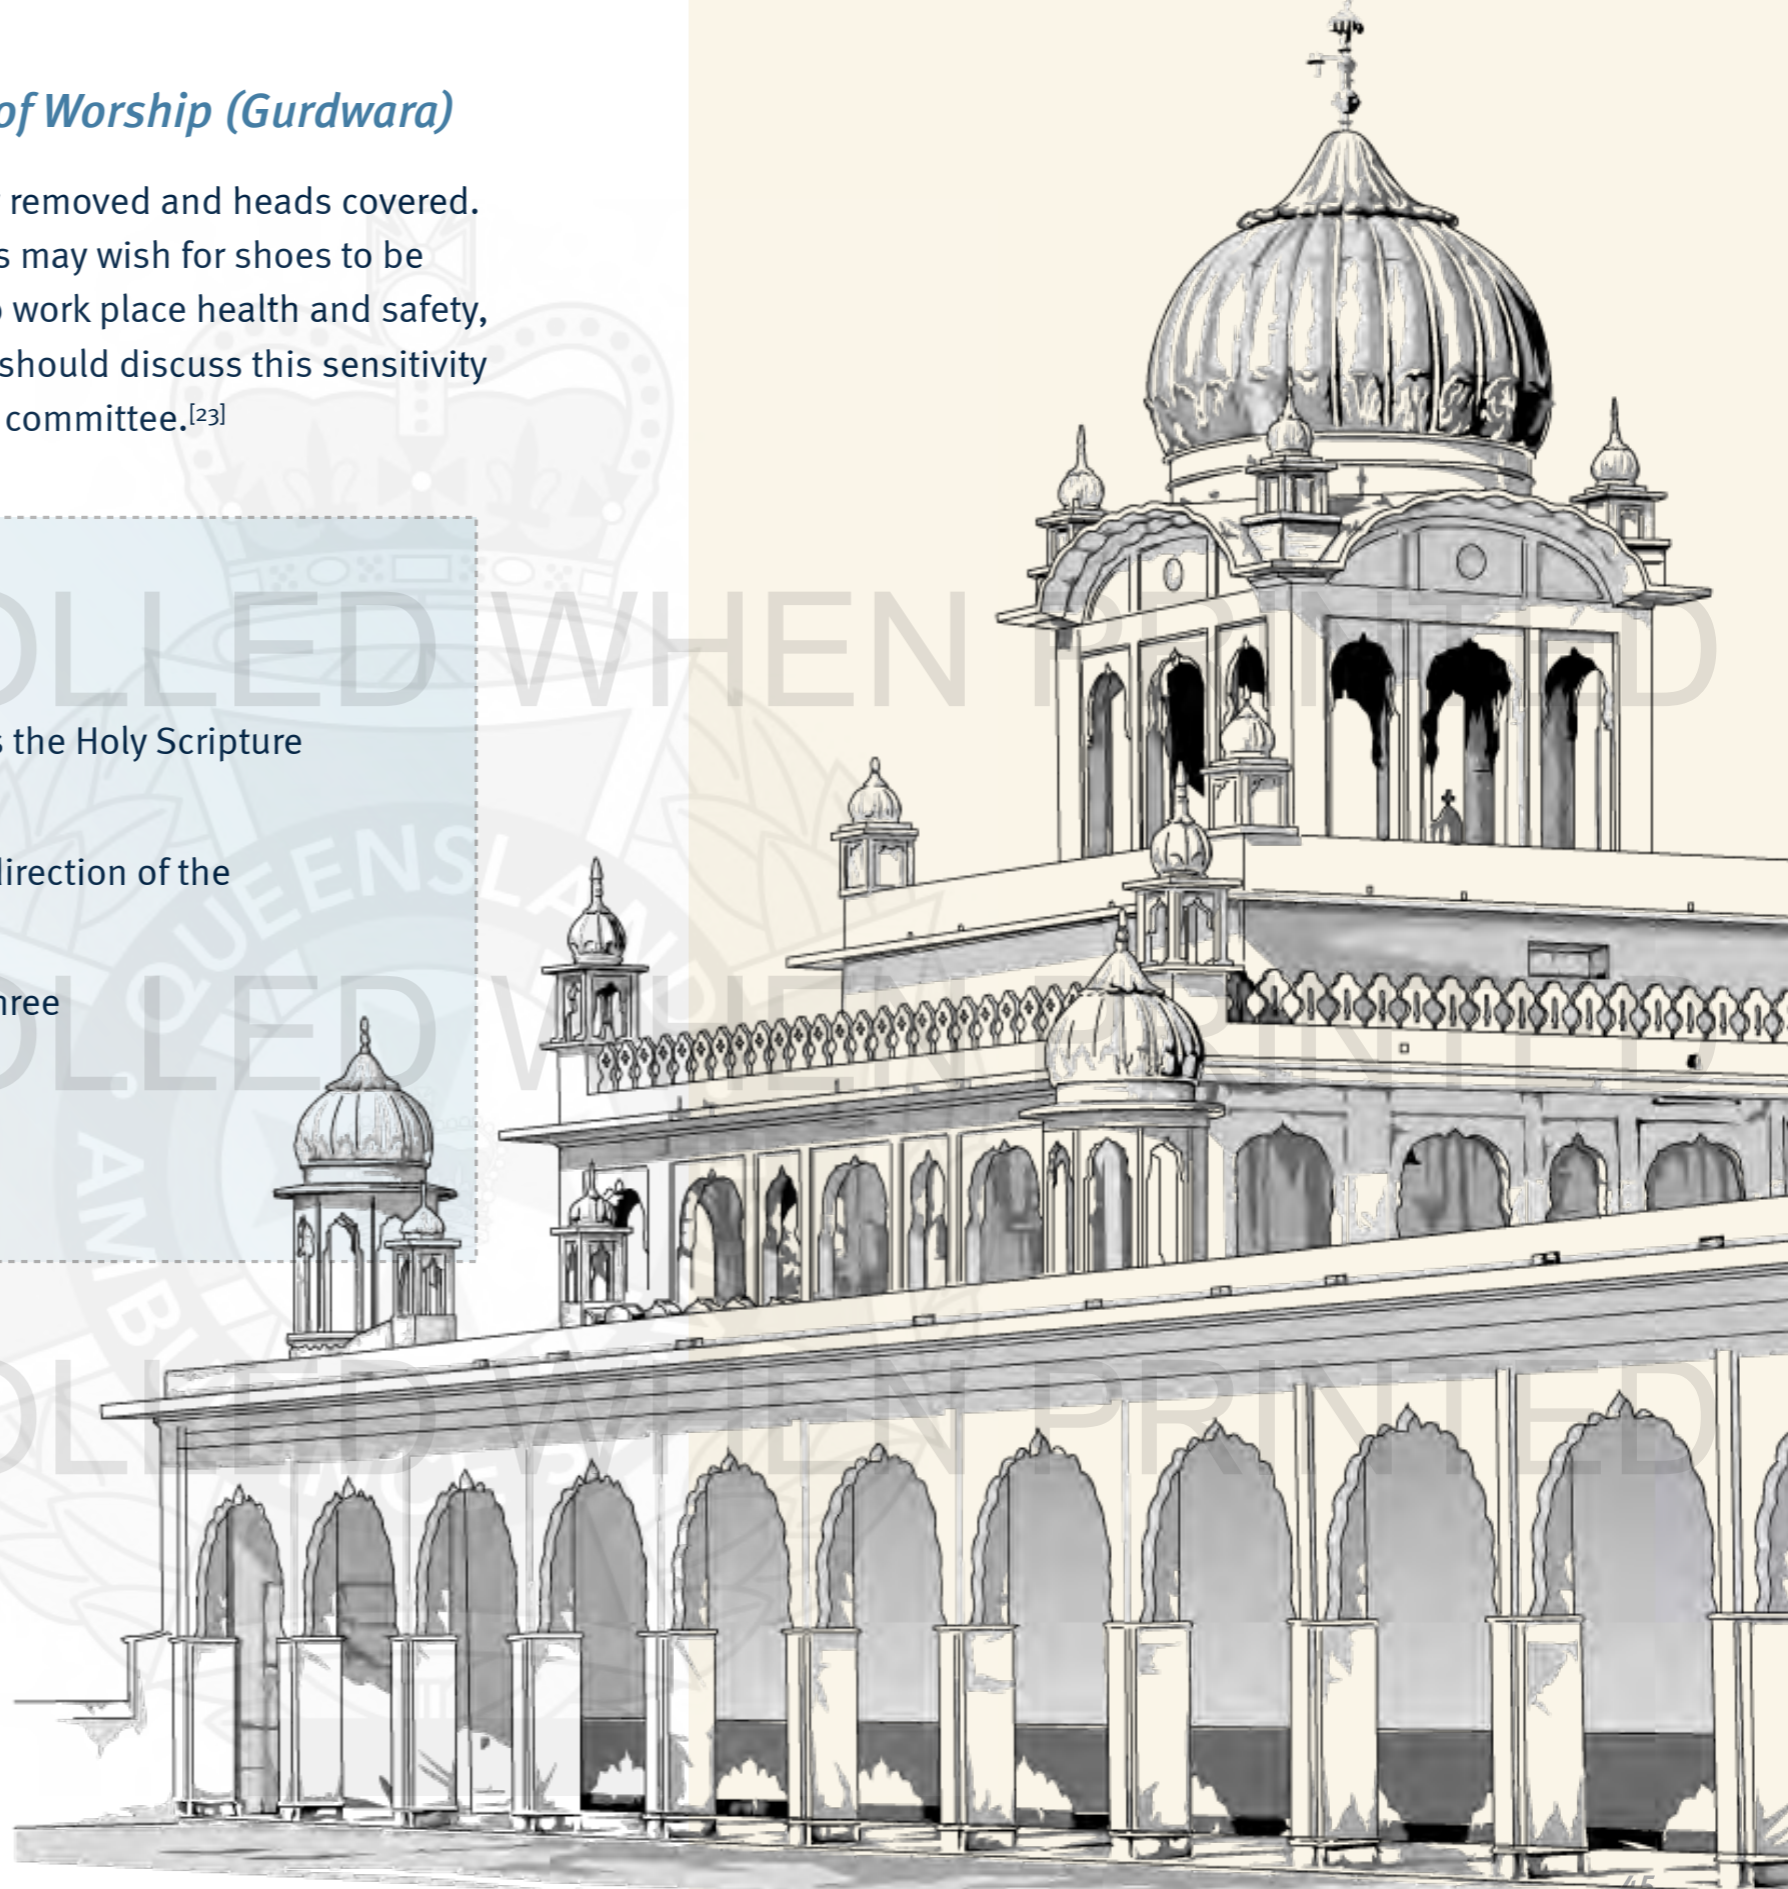 of Worship (Gurdwara)
removed and heads covered.
s may wish for shoes to be
o work place health and safety,
should discuss this sensitivity
committee.[23]
OLLED WHEN PRINTED
s the Holy Scripture
direction of the
QUEENSLAND
hree
OLLED WHEN PRINTED
OLLED WHEN PRINTED
45